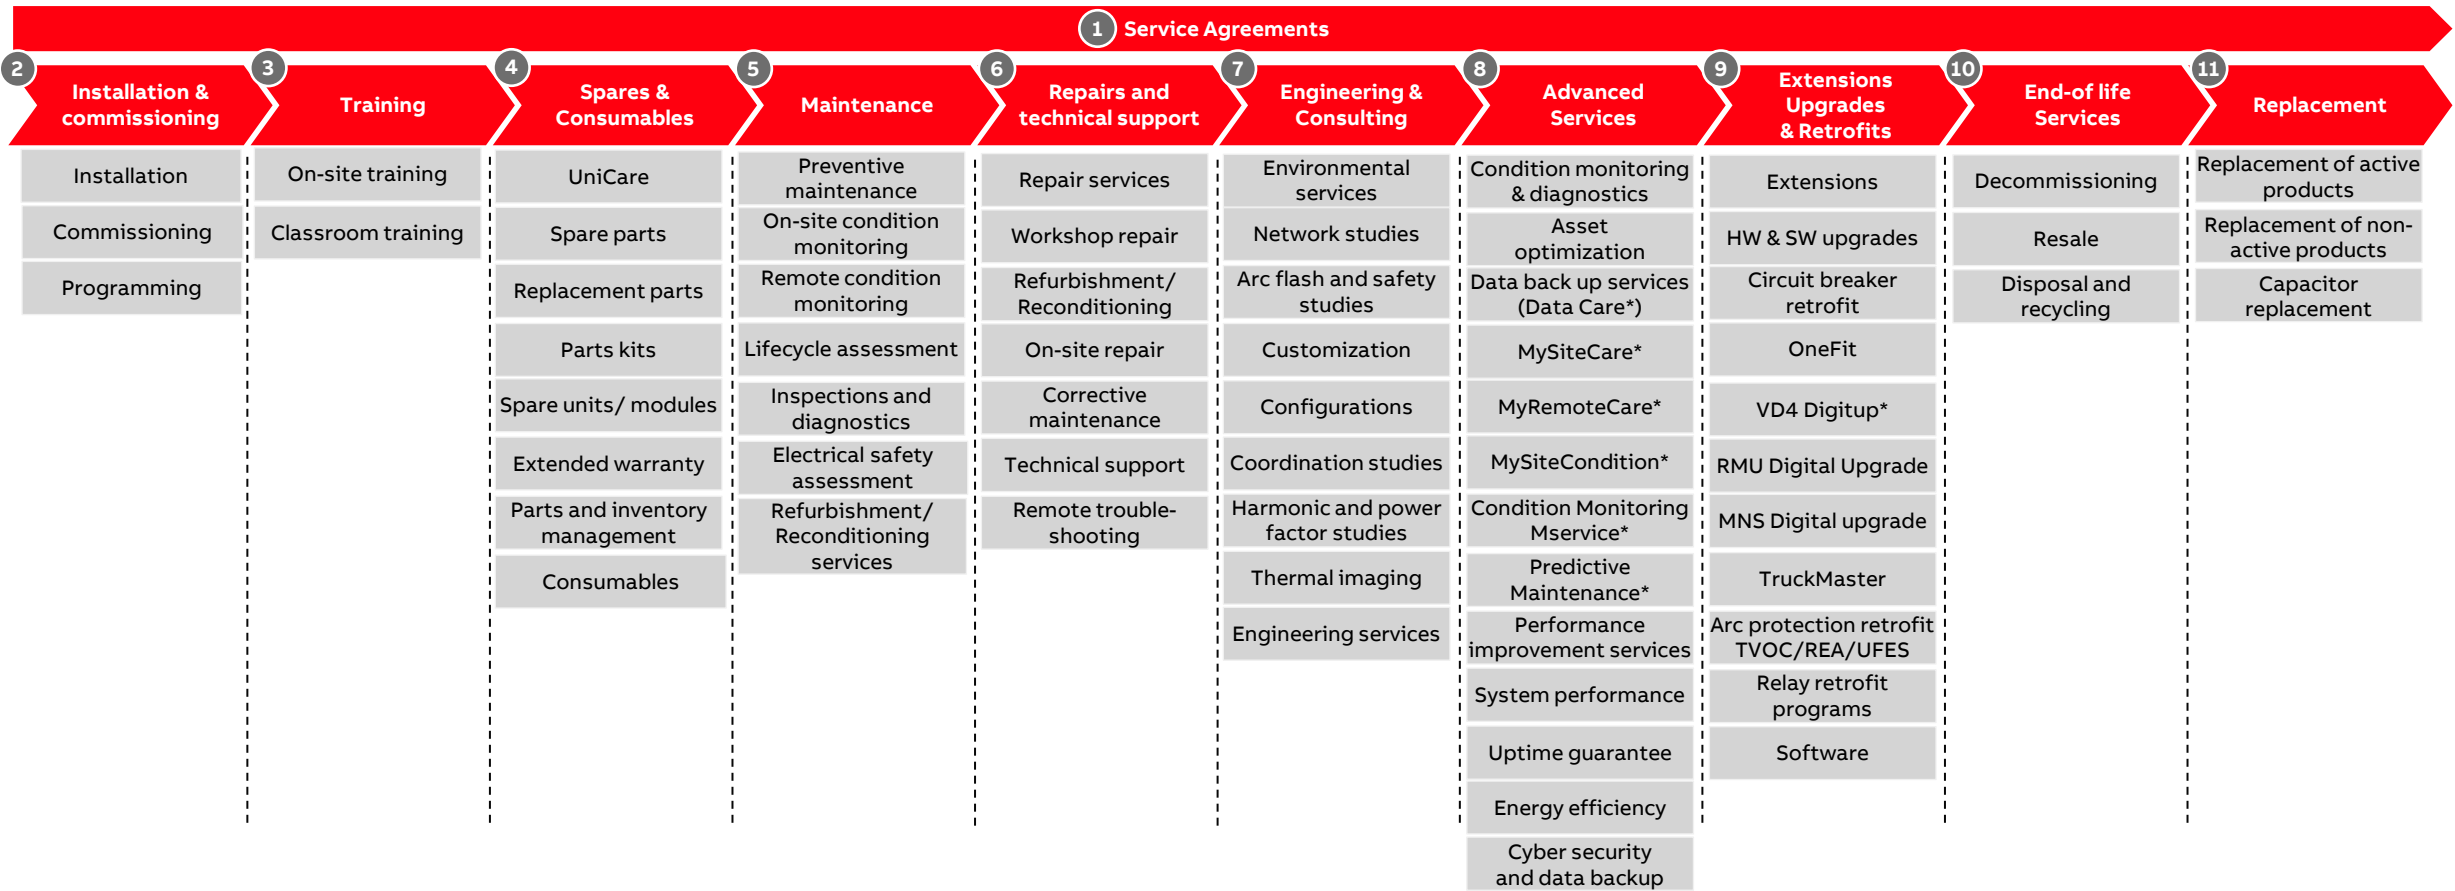 1 Service Agreements
2
Installation &
commissioning
Installation
Commissioning
Programming
3
Training
On-site training
Classroom training
4
Spares &
Consumables
UniCare
Spare parts
Replacement parts
Parts kits
Spare units/ modules
Extended warranty
Parts and inventory
management
Consumables
5
Maintenance
Preventive
maintenance
On-site condition
monitoring
Remote condition
monitoring
Lifecycle assessment
Inspections and
diagnostics
Electrical safety
assessment
Refurbishment/
Reconditioning
services
6
Repairs and
technical support
Repair services
Workshop repair
Refurbishment/
Reconditioning
On-site repair
Corrective
maintenance
Technical support
Remote trouble-
shooting
7
Engineering &
Consulting
Environmental
services
Network studies
Arc flash and safety
studies
Customization
Configurations
Coordination studies
Harmonic and power
factor studies
Thermal imaging
Engineering services
8
Advanced
Services
Condition monitoring
& diagnostics
Asset
optimization
Data back up services
(Data Care*)
MySiteCare*
MyRemoteCare*
MySiteCondition*
Condition Monitoring
Mservice*
Predictive
Maintenance*
Performance
improvement services
System performance
Uptime guarantee
Energy efficiency
Cyber security
and data backup
9
Extensions
Upgrades
& Retrofits
Extensions
HW & SW upgrades
Circuit breaker
retrofit
OneFit
VD4 Digitup*
RMU Digital Upgrade
MNS Digital upgrade
TruckMaster
Arc protection retrofit
TVOC/REA/UFES
Relay retrofit
programs
Software
10
End-of life
Services
Decommissioning
Resale
Disposal and
recycling
11
Replacement
Replacement of active
products
Replacement of non-
active products
Capacitor
replacement